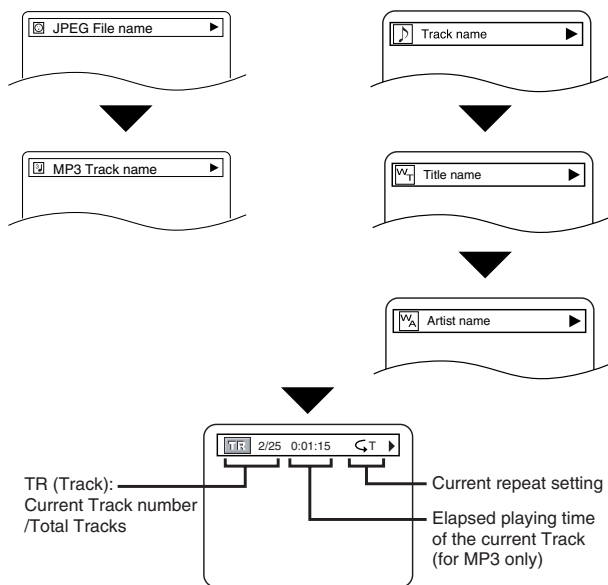 JPEG File name
MP3 Track name
Track name
WT Title name
WA Artist name
TR 2/25 0:01:15 T
TR (Track):
Current Track number
/Total Tracks
Current repeat setting
Elapsed playing time
of the current Track
(for MP3 only)